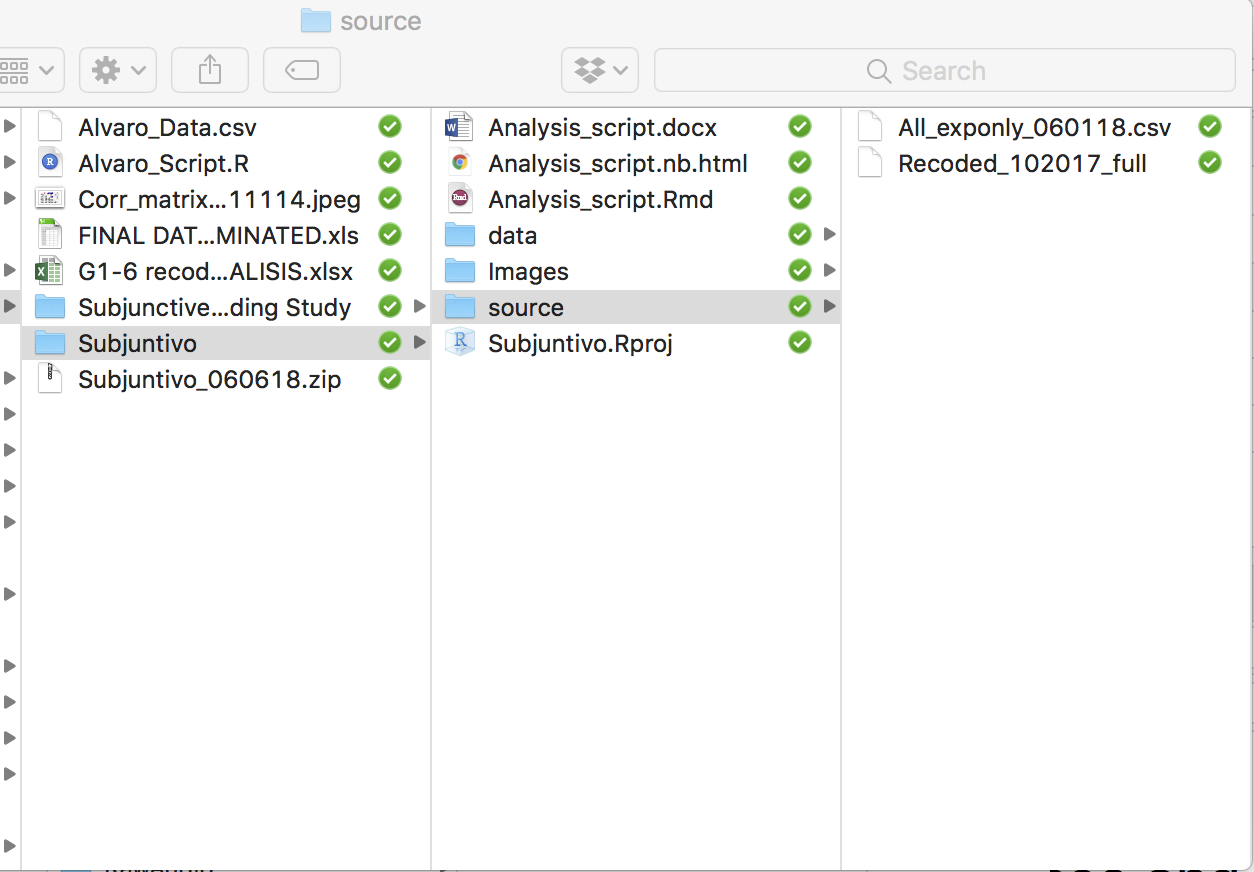 source
Search
Alvaro_Data.csv
Alvaro_Script.R
Corr_matrix...11114.jpeg
FINAL DAT...MINATED.xls
G1-6 recod...ALISIS.xlsx
Subjunctive...ding Study
Subjuntivo
Subjuntivo_060618.zip
Analysis_script.docx
Analysis_script.nb.html
Analysis_script.Rmd
data
Images
source
Subjuntivo.Rproj
All_exponly_060118.csv
Recoded_102017_full